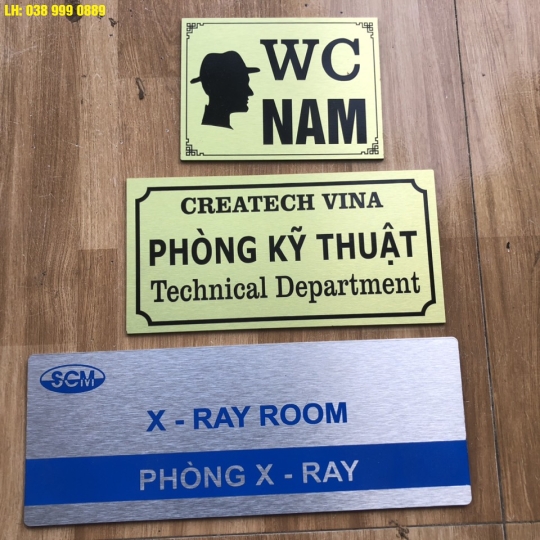 LH: 038 999 0889
WC
NAM
CREATECH VINA
PHÒNG KỸ THUẬT
Technical Department
SCM
X - RAY ROOM
PHÒNG X - RAY